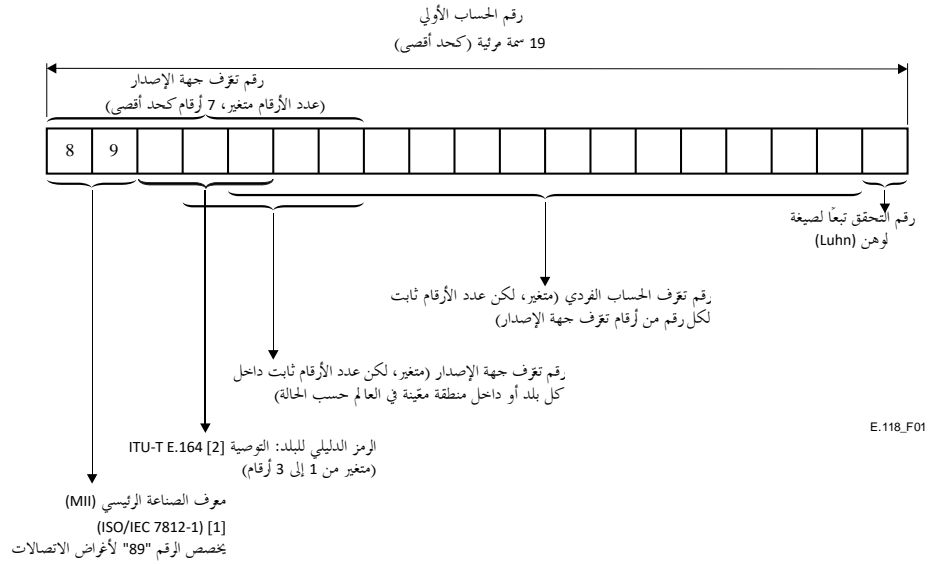 رقم الحساب الأولي
19 سمة مرئية (كحد أقصى)
رقم تعرّف جهة الإصدار
(عدد الأرقام متغير، 7 أرقام كحد أقصى)
8 9
رقم التحقق تبعاً لصيغة
لوهن (Luhn)
رقم تعرّف الحساب الفردي (متغير، لكن عدد الأرقام ثابت
لكل رقم من أرقام تعرّف جهة الإصدار)
رقم تعرّف جهة الإصدار (متغير، لكن عدد الأرقام ثابت داخل
كل بلد أو داخل منطقة معّينة في العالم حسب الحالة)
E.118_F01
الرمز الدليلي للبلد: التوصية ITU-T E.164 [2]
(متغير من 1 إلى 3 أرقام)
معرف الصناعة الرئيسي (MII)
(ISO/IEC 7812-1) [1]
يخصص الرقم "89" لأغراض الاتصالات